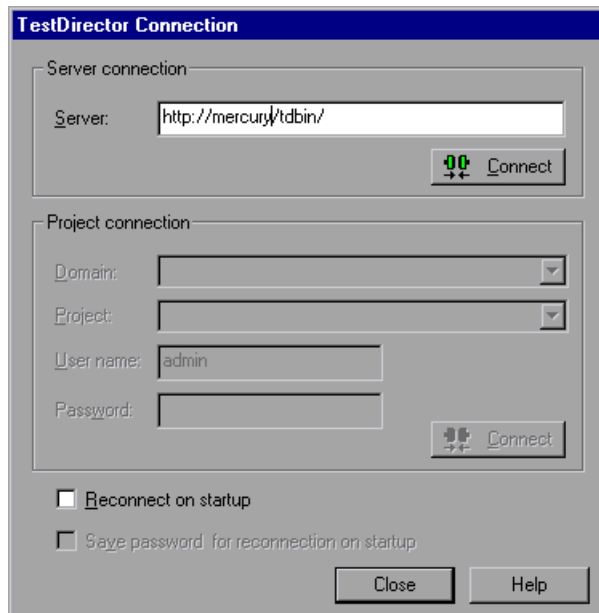 TestDirector Connection
Server connection
Server: http://mercury/tdbin/
Connect
Project connection
Domain:
Project:
User name: admin
Password:
Connect
Reconnect on startup
Save password for reconnection on startup
Close Help